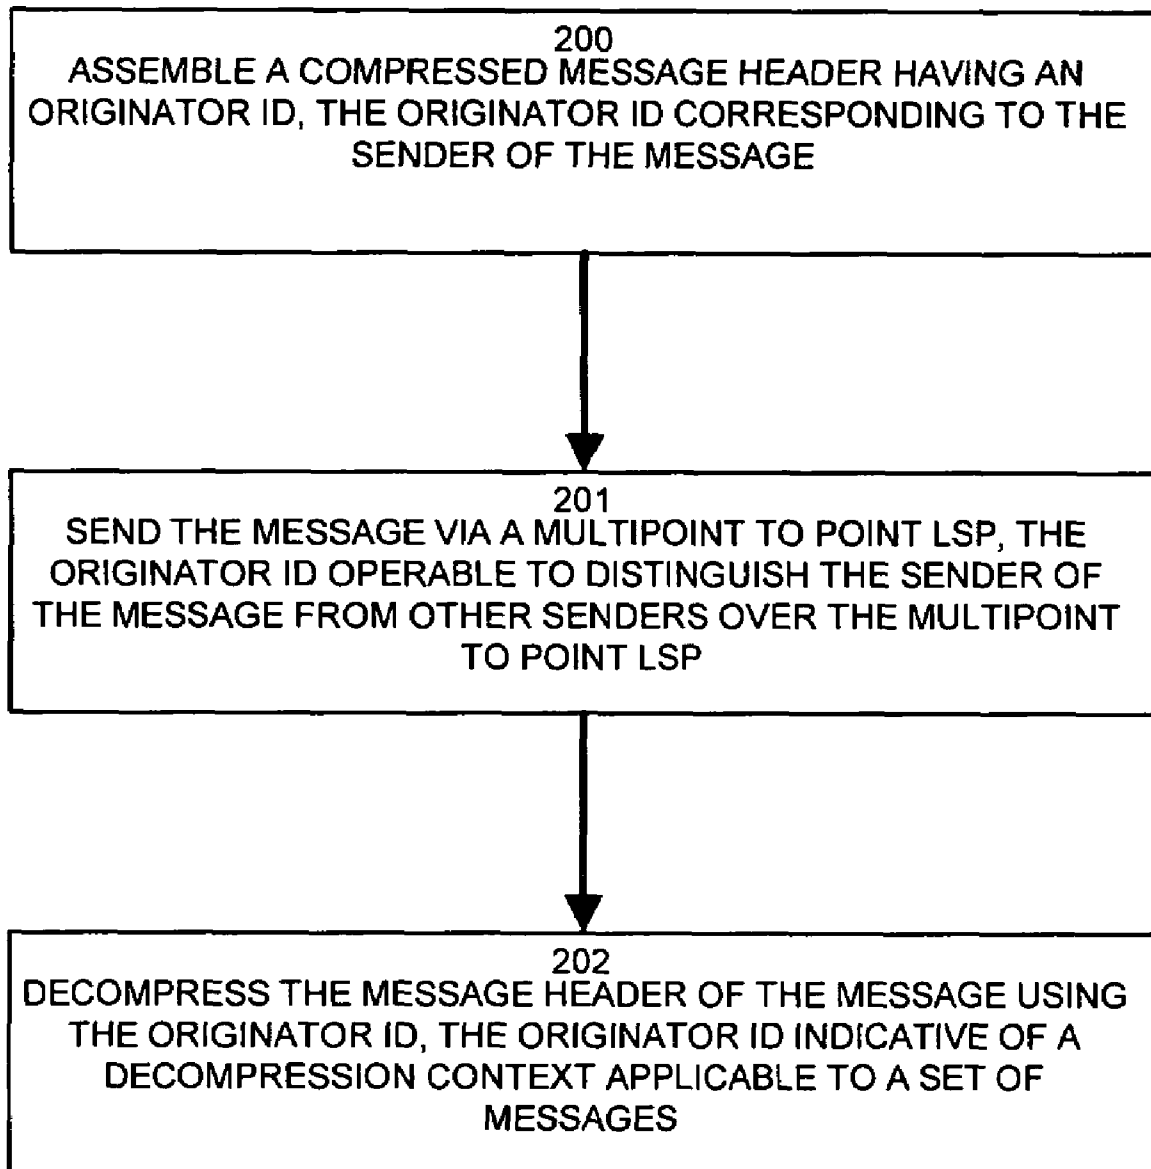 200
ASSEMBLE A COMPRESSED MESSAGE HEADER HAVING AN
ORIGINATOR ID, THE ORIGINATOR ID CORRESPONDING TO THE
SENDER OF THE MESSAGE
201
SEND THE MESSAGE VIA A MULTIPOINT TO POINT LSP, THE
ORIGINATOR ID OPERABLE TO DISTINGUISH THE SENDER OF
THE MESSAGE FROM OTHER SENDERS OVER THE MULTIPOINT
TO POINT LSP
202
DECOMPRESS THE MESSAGE HEADER OF THE MESSAGE USING
THE ORIGINATOR ID, THE ORIGINATOR ID INDICATIVE OF A
DECOMPRESSION CONTEXT APPLICABLE TO A SET OF
MESSAGES